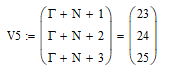 V5 := ( Γ + N + 1 ) = ( 23 )
( Γ + N + 2 ) ( 24 )
( Γ + N + 3 ) ( 25 )